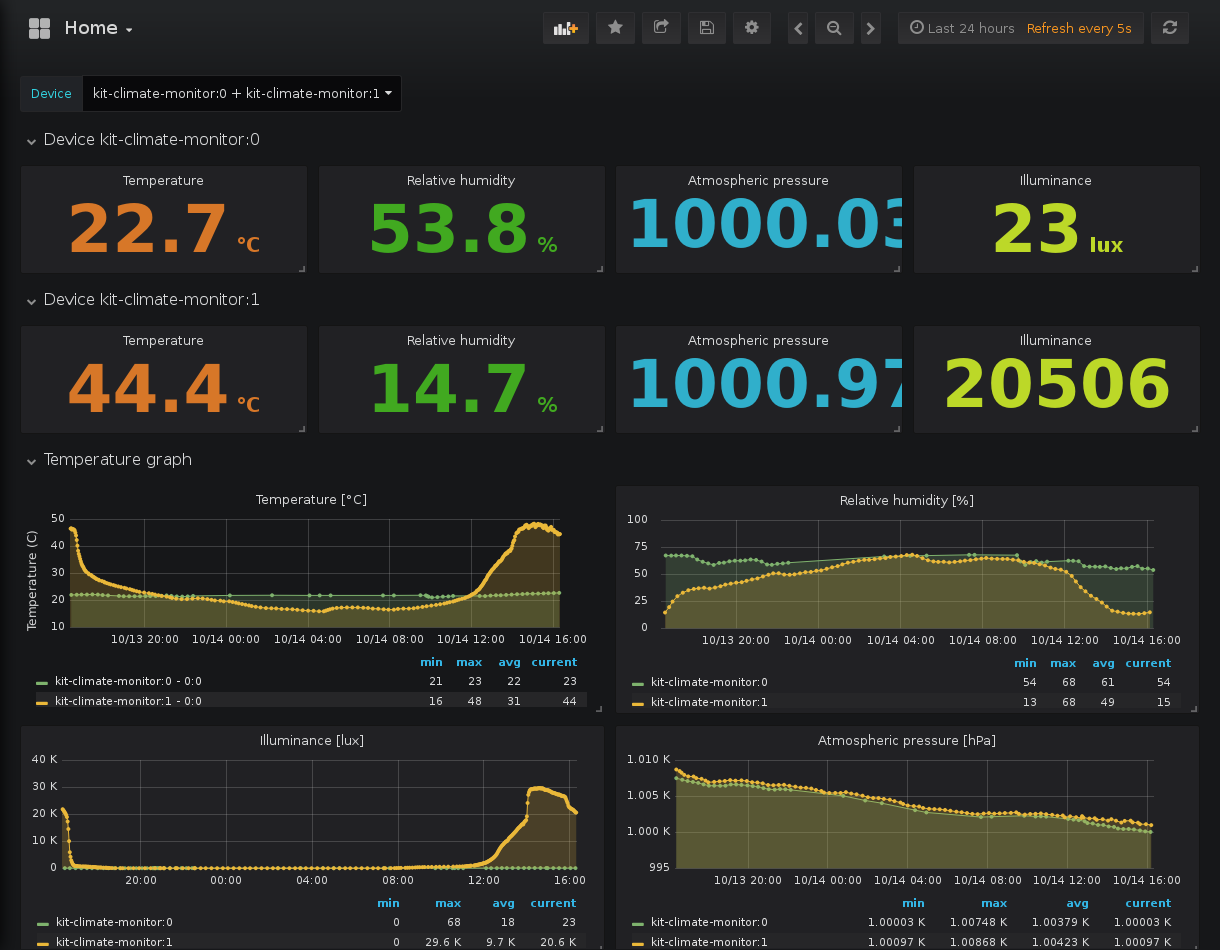 Home
Last 24 hours Refresh every 5s
Device kit-climate-monitor:0 + kit-climate-monitor:1
Device kit-climate-monitor:0
Temperature Relative humidity Atmospheric pressure Illuminance
22.7 °C 53.8 % 1000.03 23 lux
Device kit-climate-monitor:1
Temperature Relative humidity Atmospheric pressure Illuminance
44.4 °C 14.7 % 1000.97 20506
Temperature graph
Temperature [°C]
Temperature (C)
50
40
30
20
10
10/13 20:00 10/14 00:00 10/14 04:00 10/14 08:00 10/14 12:00 10/14 16:00
min max avg current
kit-climate-monitor:0 - 0:0 21 23 22 23
kit-climate-monitor:1 - 0:0 16 48 31 44
Relative humidity [%]
100
75
50
25
0
10/13 20:00 10/14 00:00 10/14 04:00 10/14 08:00 10/14 12:00 10/14 16:00
min max avg current
kit-climate-monitor:0 54 68 61 54
kit-climate-monitor:1 13 68 49 15
Illuminance [lux]
40 K
30 K
20 K
10 K
0
20:00 00:00 04:00 08:00 12:00 16:00
min max avg current
kit-climate-monitor:0 0 68 18 23
kit-climate-monitor:1 0 29.6 K 9.7 K 20.6 K
Atmospheric pressure [hPa]
1.010 K
1.005 K
1.000 K
995
10/13 20:00 10/14 00:00 10/14 04:00 10/14 08:00 10/14 12:00 10/14 16:00
min max avg current
kit-climate-monitor:0 1.00003 K 1.00748 K 1.00379 K 1.00003 K
kit-climate-monitor:1 1.00097 K 1.00868 K 1.00423 K 1.00097 K